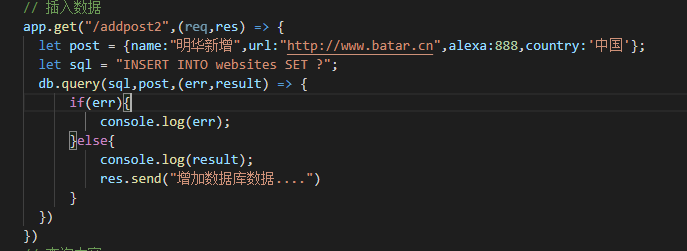 // 插入数据
app.get("/addpost2",(req,res) => {
let post = {name:"明华新增",url:"http://www.batar.cn",alexa:888,country:'中国'};
let sql = "INSERT INTO websites SET ?";
db.query(sql,post,(err,result) => {
if(err){
console.log(err);
}else{
console.log(result);
res.send("增加数据库数据....")
}
})
})